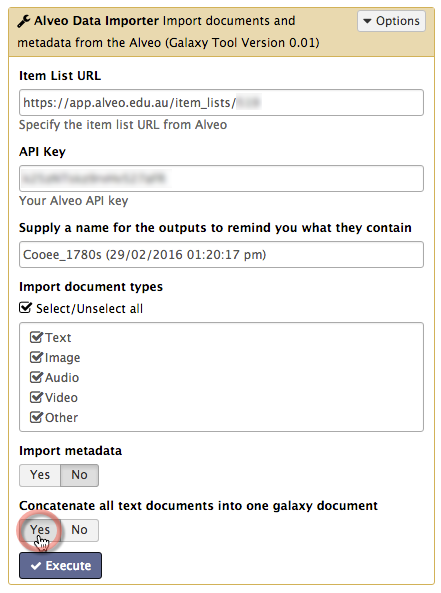 Alveo Data Importer Import documents and
metadata from the Alveo (Galaxy Tool Version 0.01)
Options
Item List URL
https://app.alveo.edu.au/item_lists/
Specify the item list URL from Alveo
API Key
Your Alveo API key
Supply a name for the outputs to remind you what they contain
Cooee_1780s (29/02/2016 01:20:17 pm)
Import document types
Select/Unselect all
Text
Image
Audio
Video
Other
Import metadata
Yes No
Concatenate all text documents into one galaxy document
Yes No
Execute